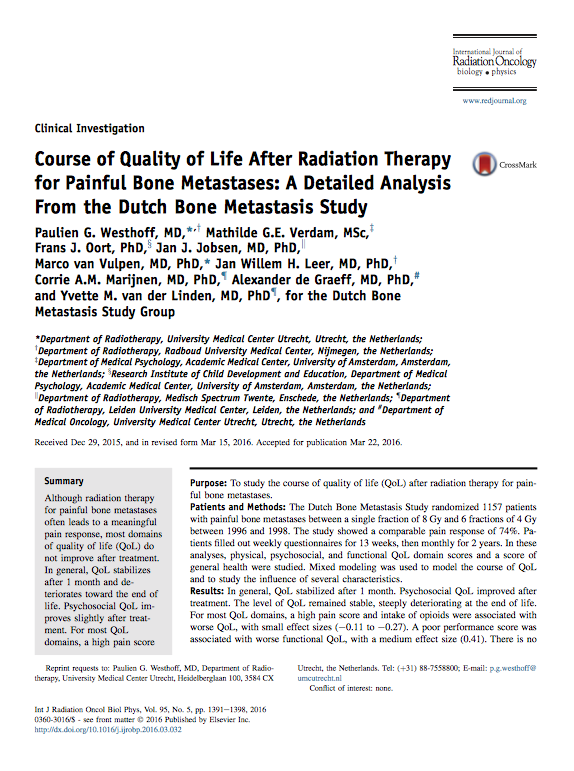 International Journal of
Radiation Oncology
biology • physics
www.redjournal.org
Clinical Investigation
Course of Quality of Life After Radiation Therapy
for Painful Bone Metastases: A Detailed Analysis
From the Dutch Bone Metastasis Study
CrossMark
Paulien G. Westhoff, MD,*,† Mathilde G.E. Verdam, MSc,‡
Frans J. Oort, PhD,§ Jan J. Jobsen, MD, PhD,‖
Marco van Vulpen, MD, PhD,* Jan Willem H. Leer, MD, PhD,†
Corrie A.M. Marijnen, MD, PhD,¶ Alexander de Graeff, MD, PhD,#
and Yvette M. van der Linden, MD, PhD¶, for the Dutch Bone
Metastasis Study Group
*Department of Radiotherapy, University Medical Center Utrecht, Utrecht, the Netherlands;
†Department of Radiotherapy, Radboud University Medical Center, Nijmegen, the Netherlands;
‡Department of Medical Psychology, Academic Medical Center, University of Amsterdam, Amsterdam,
the Netherlands; §Research Institute of Child Development and Education, Department of Medical
Psychology, Academic Medical Center, University of Amsterdam, Amsterdam, the Netherlands;
‖Department of Radiotherapy, Medisch Spectrum Twente, Enschede, the Netherlands; ¶Department
of Radiotherapy, Leiden University Medical Center, Leiden, the Netherlands; and #Department of
Medical Oncology, University Medical Center Utrecht, Utrecht, the Netherlands
Received Dec 29, 2015, and in revised form Mar 15, 2016. Accepted for publication Mar 22, 2016.
Summary
Although radiation therapy
for painful bone metastases
often leads to a meaningful
pain response, most domains
of quality of life (QoL) do
not improve after treatment.
In general, QoL stabilizes
after 1 month and de-
teriorates toward the end of
life. Psychosocial QoL im-
proves slightly after treat-
ment. For most QoL
domains, a high pain score
Purpose: To study the course of quality of life (QoL) after radiation therapy for pain-
ful bone metastases.
Patients and Methods: The Dutch Bone Metastasis Study randomized 1157 patients
with painful bone metastases between a single fraction of 8 Gy and 6 fractions of 4 Gy
between 1996 and 1998. The study showed a comparable pain response of 74%. Pa-
tients filled out weekly questionnaires for 13 weeks, then monthly for 2 years. In these
analyses, physical, psychosocial, and functional QoL domain scores and a score of
general health were studied. Mixed modeling was used to model the course of QoL
and to study the influence of several characteristics.
Results: In general, QoL stabilized after 1 month. Psychosocial QoL improved after
treatment. The level of QoL remained stable, steeply deteriorating at the end of life.
For most QoL domains, a high pain score and intake of opioids were associated with
worse QoL, with small effect sizes (−0.11 to −0.27). A poor performance score was
associated with worse functional QoL, with a medium effect size (0.41). There is no
Reprint requests to: Paulien G. Westhoff, MD, Department of Radio-
therapy, University Medical Center Utrecht, Heidelberglaan 100, 3584 CX
Utrecht, the Netherlands. Tel: (+31) 88-7558800; E-mail: p.g.westhoff@
umcutrecht.nl
Conflict of interest: none.
Int J Radiation Oncol Biol Phys, Vol. 95, No. 5, pp. 1391–1398, 2016
0360-3016/$ - see front matter © 2016 Published by Elsevier Inc.
http://dx.doi.org/10.1016/j.ijrobp.2016.03.032